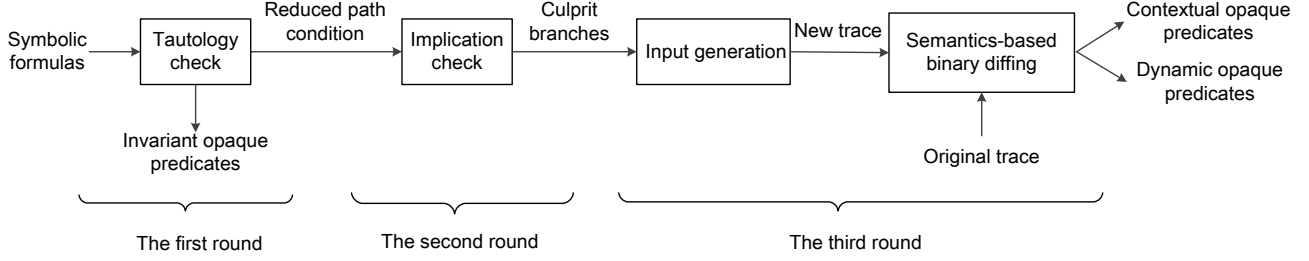 Symbolic
formulas
Tautology
check
Reduced path
condition
Implication
check
Culprit
branches
Input generation
New trace
Semantics-based
binary diffing
Contextual opaque
predicates
Dynamic opaque
predicates
Invariant opaque
predicates
Original trace
The first round
The second round
The third round